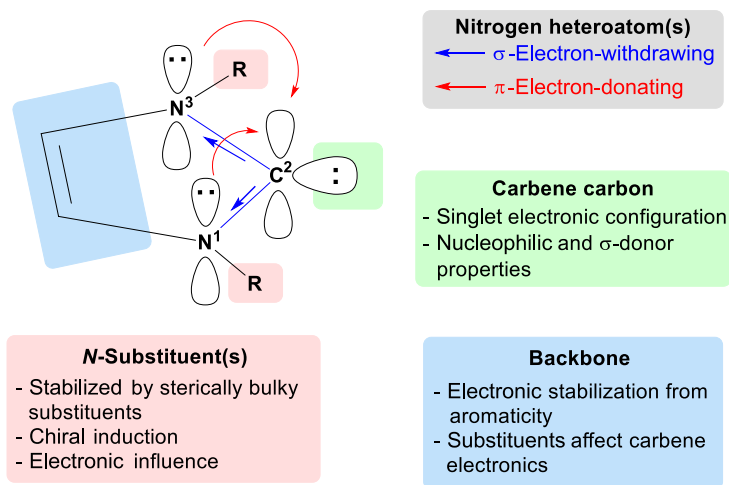 Nitrogen heteroatom(s)
σ-Electron-withdrawing
π-Electron-donating
R
N3
C2
:
N1
R
Carbene carbon
- Singlet electronic configuration
- Nucleophilic and σ-donor
properties
N-Substituent(s)
- Stabilized by sterically bulky
substituents
- Chiral induction
- Electronic influence
Backbone
- Electronic stabilization from
aromaticity
- Substituents affect carbene
electronics